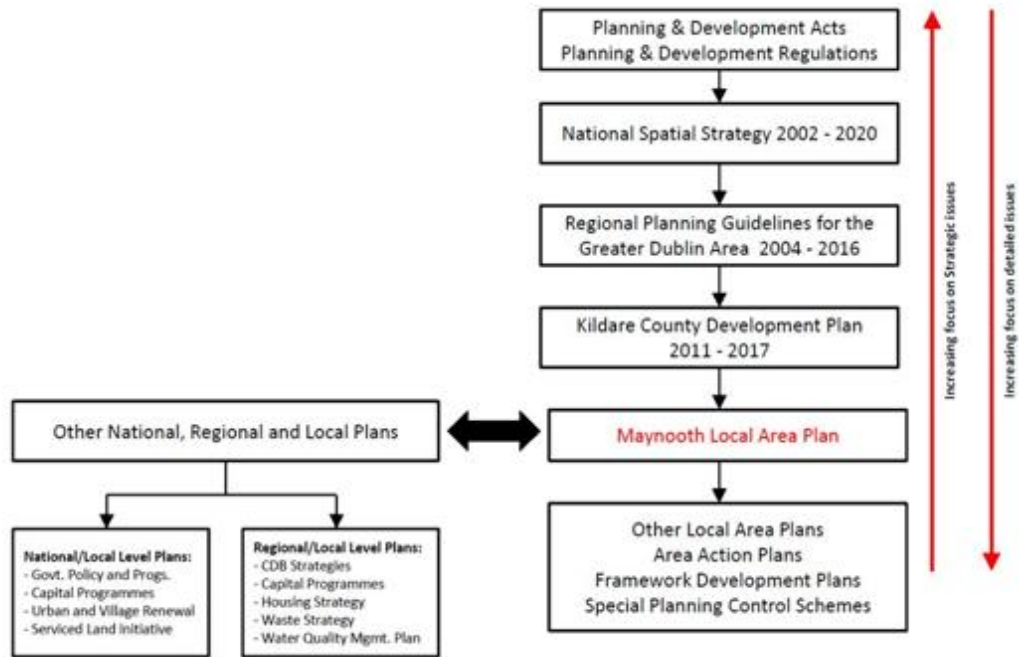 Planning & Development Acts
Planning & Development Regulations
National Spatial Strategy 2002 - 2020
Regional Planning Guidelines for the
Greater Dublin Area 2004 - 2016
Kildare County Development Plan
2011 - 2017
Other National, Regional and Local Plans
Maynooth Local Area Plan
National/Local Level Plans:
- Govt. Policy and Progs.
- Capital Programmes
- Urban and Village Renewal
- Serviced Land Initiative
Regional/Local Level Plans:
- CDB Strategies
- Capital Programmes
- Housing Strategy
- Waste Strategy
- Water Quality Mgmt. Plan
Other Local Area Plans
Area Action Plans
Framework Development Plans
Special Planning Control Schemes
Increasing focus on Strategic issues
Increasing focus on detailed issues